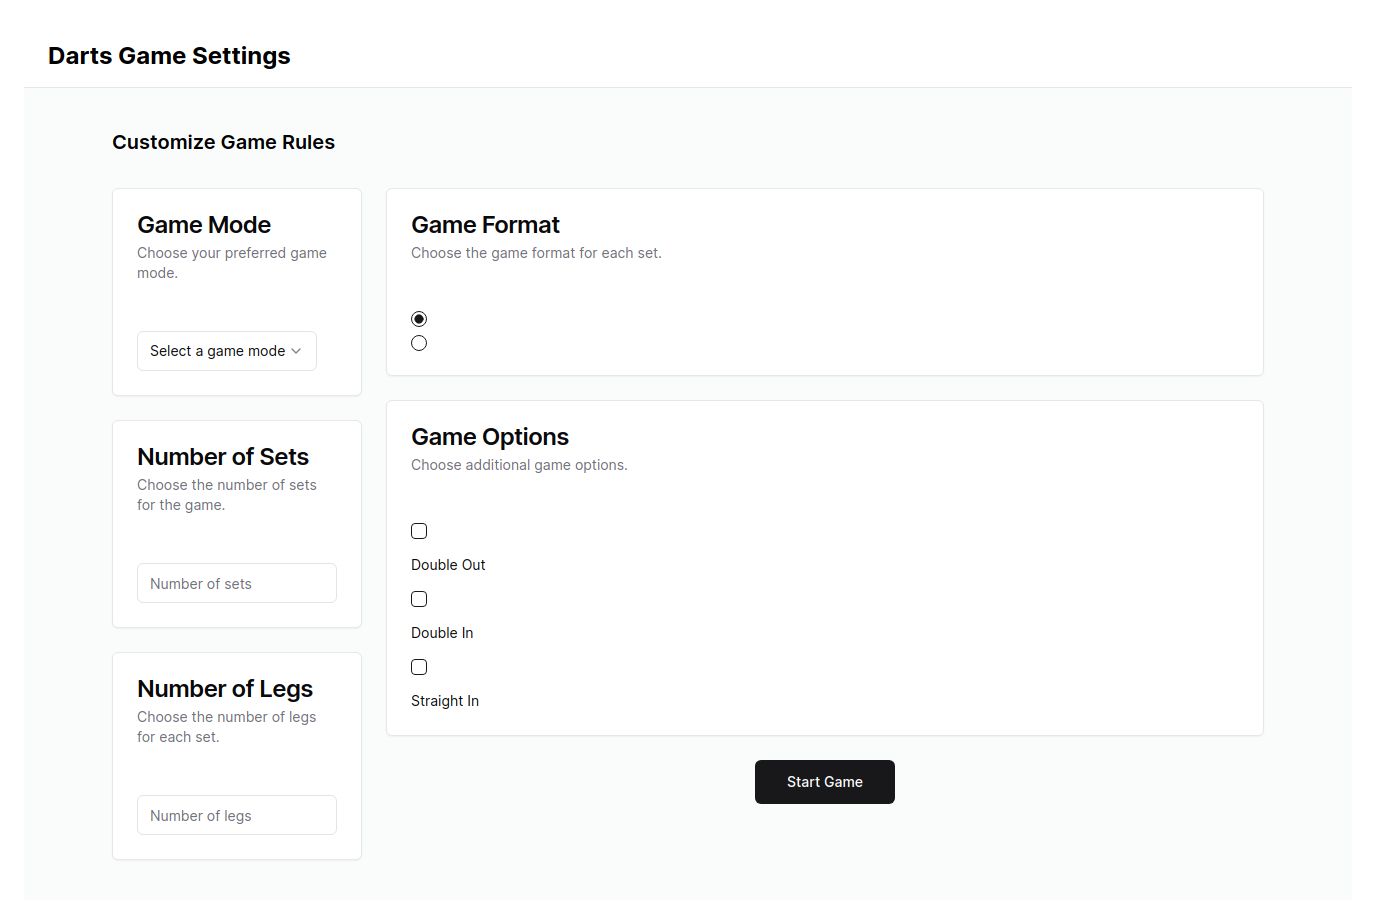 Darts Game Settings
Customize Game Rules
Game Mode
Choose your preferred game
mode.
Select a game mode
Number of Sets
Choose the number of sets
for the game.
Number of sets
Number of Legs
Choose the number of legs
for each set.
Number of legs
Game Format
Choose the game format for each set.
Game Options
Choose additional game options.
Double Out
Double In
Straight In
Start Game